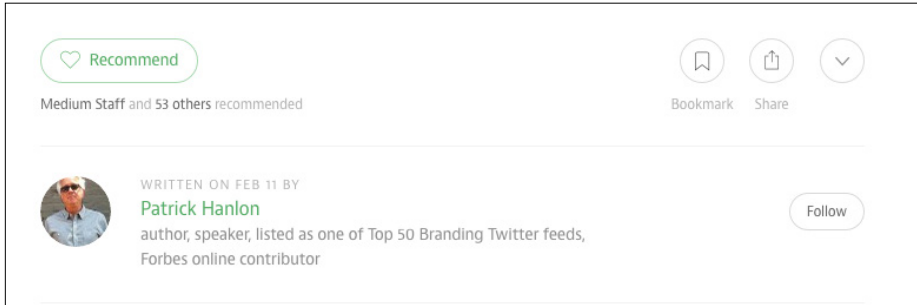 Recommend
Medium Staff and 53 others recommended
Bookmark
Share
WRITTEN ON FEB 11 BY
Patrick Hanlon
author, speaker, listed as one of Top 50 Branding Twitter feeds,
Forbes online contributor
Follow